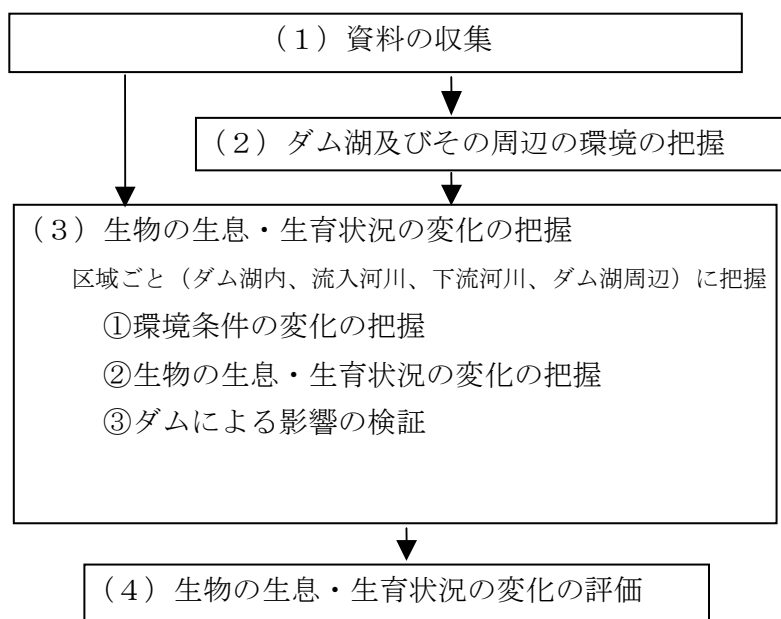 (1)資料の収集
(2)ダム湖及びその周辺の環境の把握
(3)生物の生息・生育状況の変化の把握
区域ごと(ダム湖内、流入河川、下流河川、ダム湖周辺)に把握
①環境条件の変化の把握
②生物の生息・生育状況の変化の把握
③ダムによる影響の検証
(4)生物の生息・生育状況の変化の評価